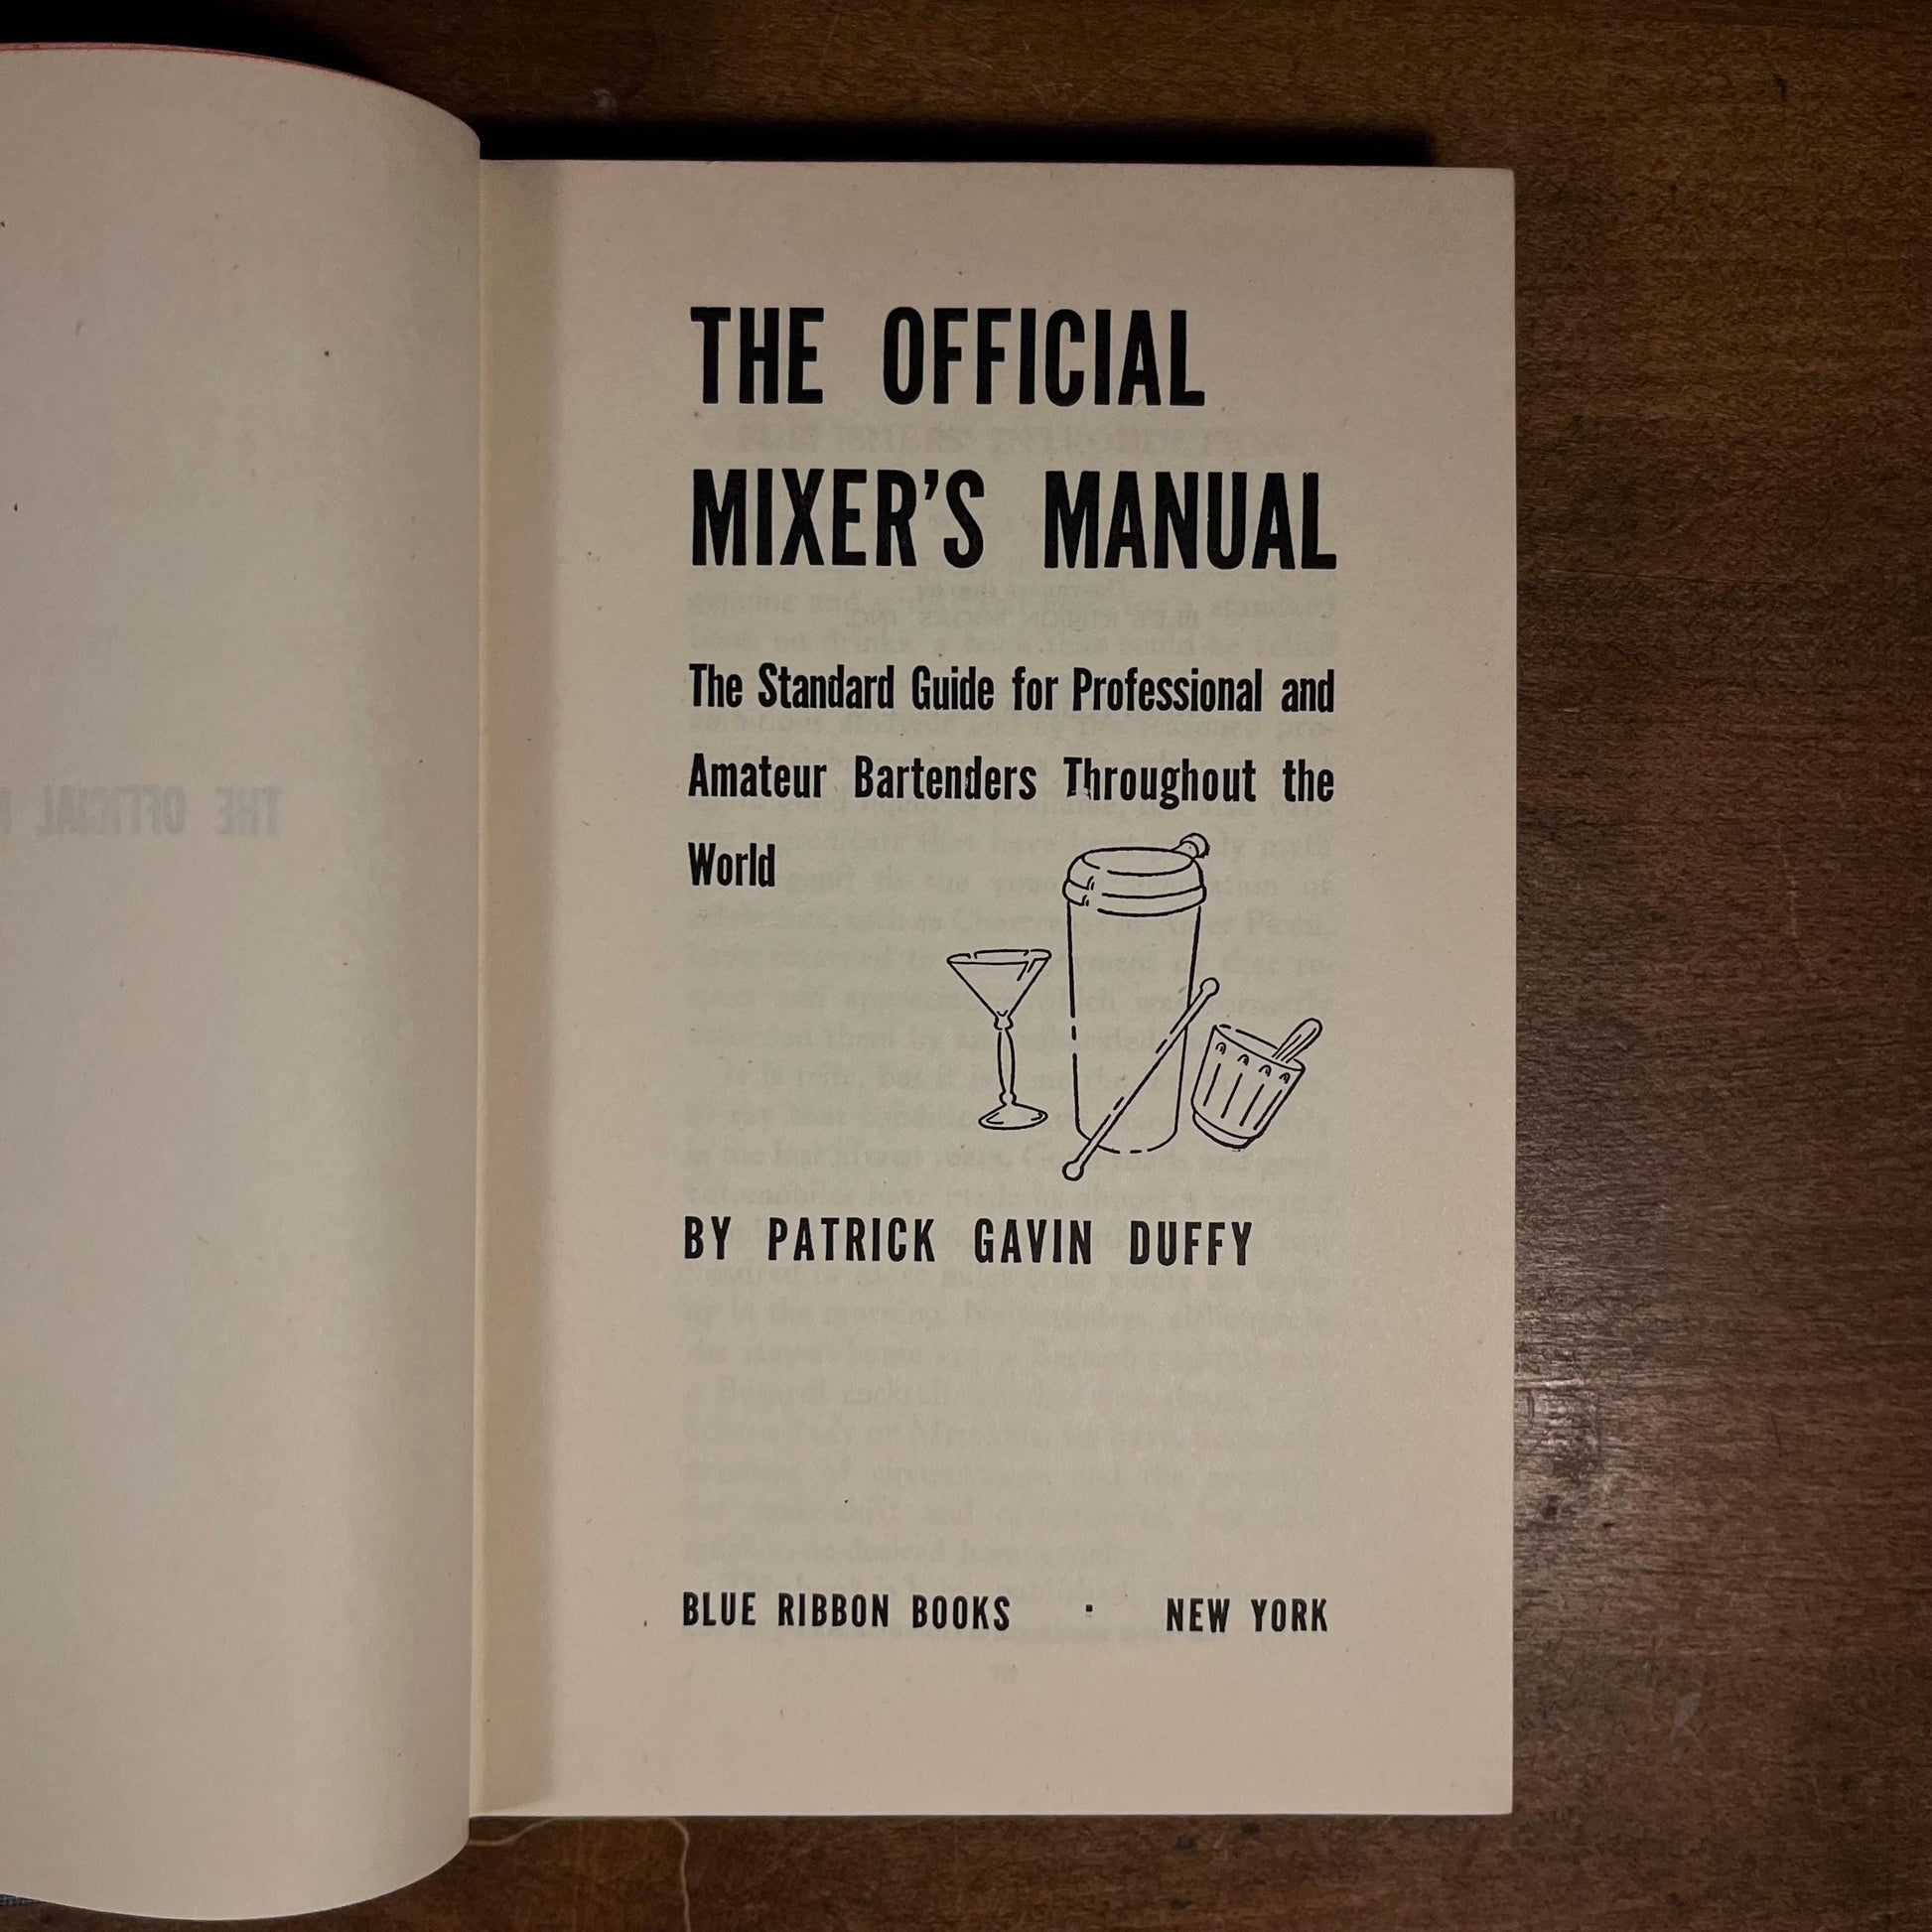 THE OFFICIAL
MIXER'S MANUAL
The Standard Guide for Professional and
Amateur Bartenders Throughout the
World
BY PATRICK GAVIN DUFFY
BLUE RIBBON BOOKS · NEW YORK